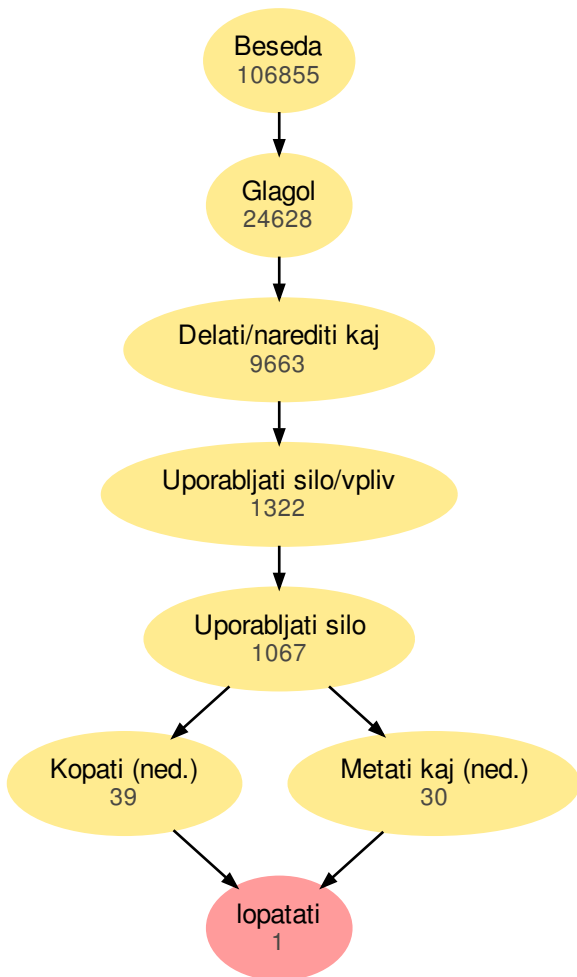 Beseda
106855
Glagol
24628
Delati/narediti kaj
9663
Uporabljati silo/vpliv
1322
Uporabljati silo
1067
Kopati (ned.)
39
Metati kaj (ned.)
30
lopatati
1